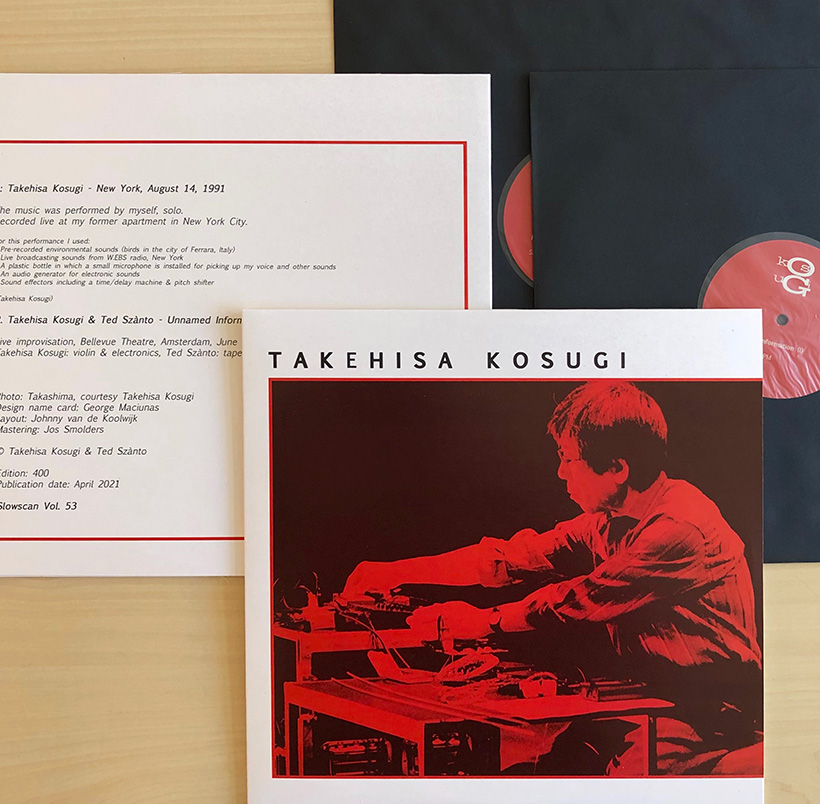 : Takehisa Kosugi - New York, August 14, 1991
he music was performed by myself, solo.
ecorded live at my former apartment in New York City.
or this performance I used:
Pre-recorded environmental sounds (birds in the city of Ferrara, Italy)
Live broadcasting sounds from W.EBS radio, New York
A plastic bottle in which a small microphone is installed for picking up my voice and other sounds
An audio generator for electronic sounds
Sound effectors including a time/delay machine & pitch shifter
Takehisa Kosugi)
. Takehisa Kosugi & Ted Szànto - Unnamed Inform
ive improvisation, Bellevue Theatre, Amsterdam, June
Takehisa Kosugi: violin & electronics, Ted Szànto: tape
Photo: Takashima, courtesy Takehisa Kosugi
Design name card: George Maciunas
ayout: Johnny van de Koolwijk
Mastering: Jos Smolders
© Takehisa Kosugi & Ted Szànto
Edition: 400
Publication date: April 2021
Slowscan Vol. 53
TAKEHISA KOSUGI
k O s
u G